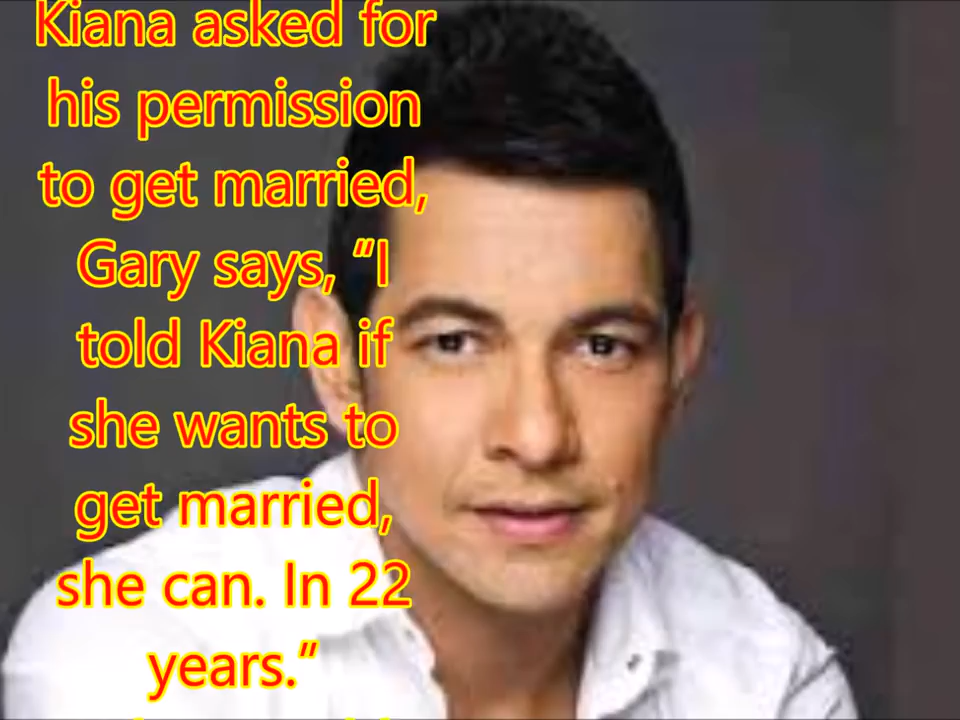 Kiana asked for
his permission
to get married,
Gary says, “I
told Kiana if
she wants to
get married,
she can. In 22
years.”